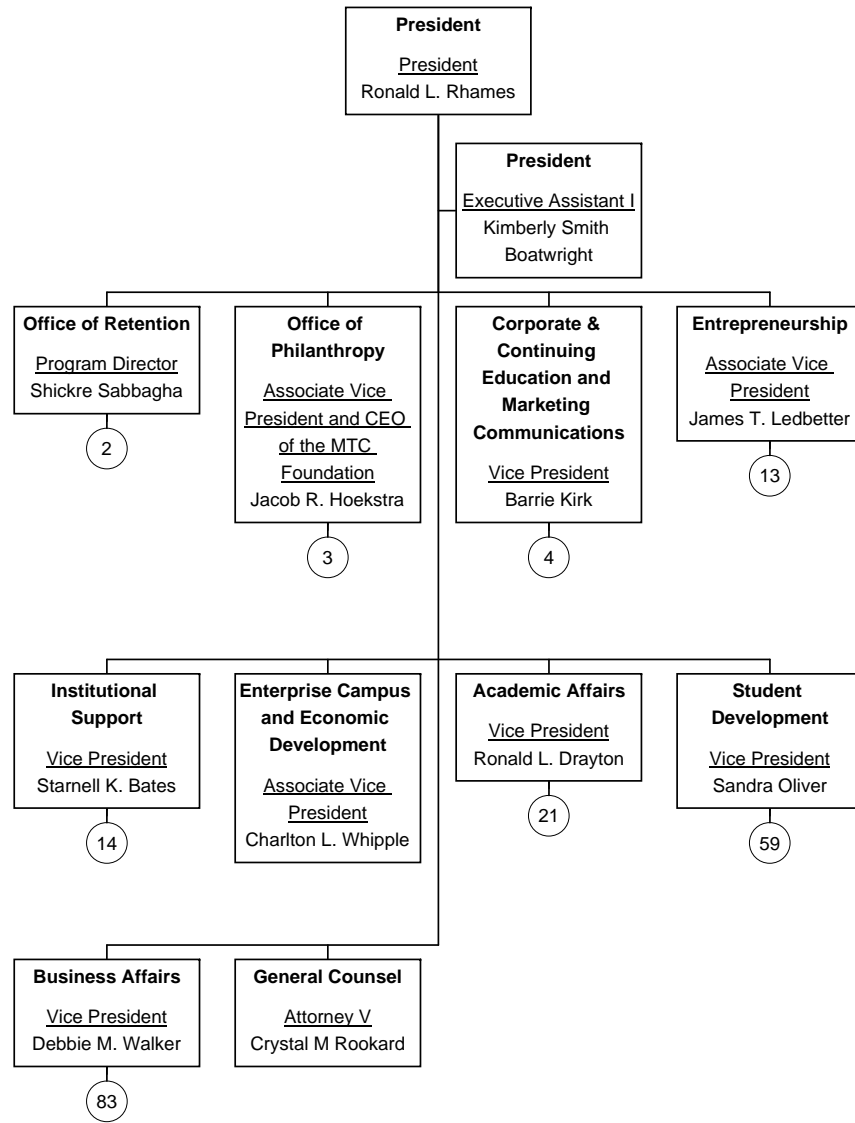 President
President
Ronald L. Rhames
President
Executive Assistant I
Kimberly Smith
Boatwright
Office of Retention
Program Director
Shickre Sabbagha
2
Office of
Philanthropy
Associate Vice
President and CEO
of the MTC
Foundation
Jacob R. Hoekstra
3
Corporate &
Continuing
Education and
Marketing
Communications
Vice President
Barrie Kirk
4
Entrepreneurship
Associate Vice
President
James T. Ledbetter
13
Institutional
Support
Vice President
Starnell K. Bates
14
Enterprise Campus
and Economic
Development
Associate Vice
President
Charlton L. Whipple
Academic Affairs
Vice President
Ronald L. Drayton
21
Student
Development
Vice President
Sandra Oliver
59
Business Affairs
Vice President
Debbie M. Walker
83
General Counsel
Attorney V
Crystal M Rookard